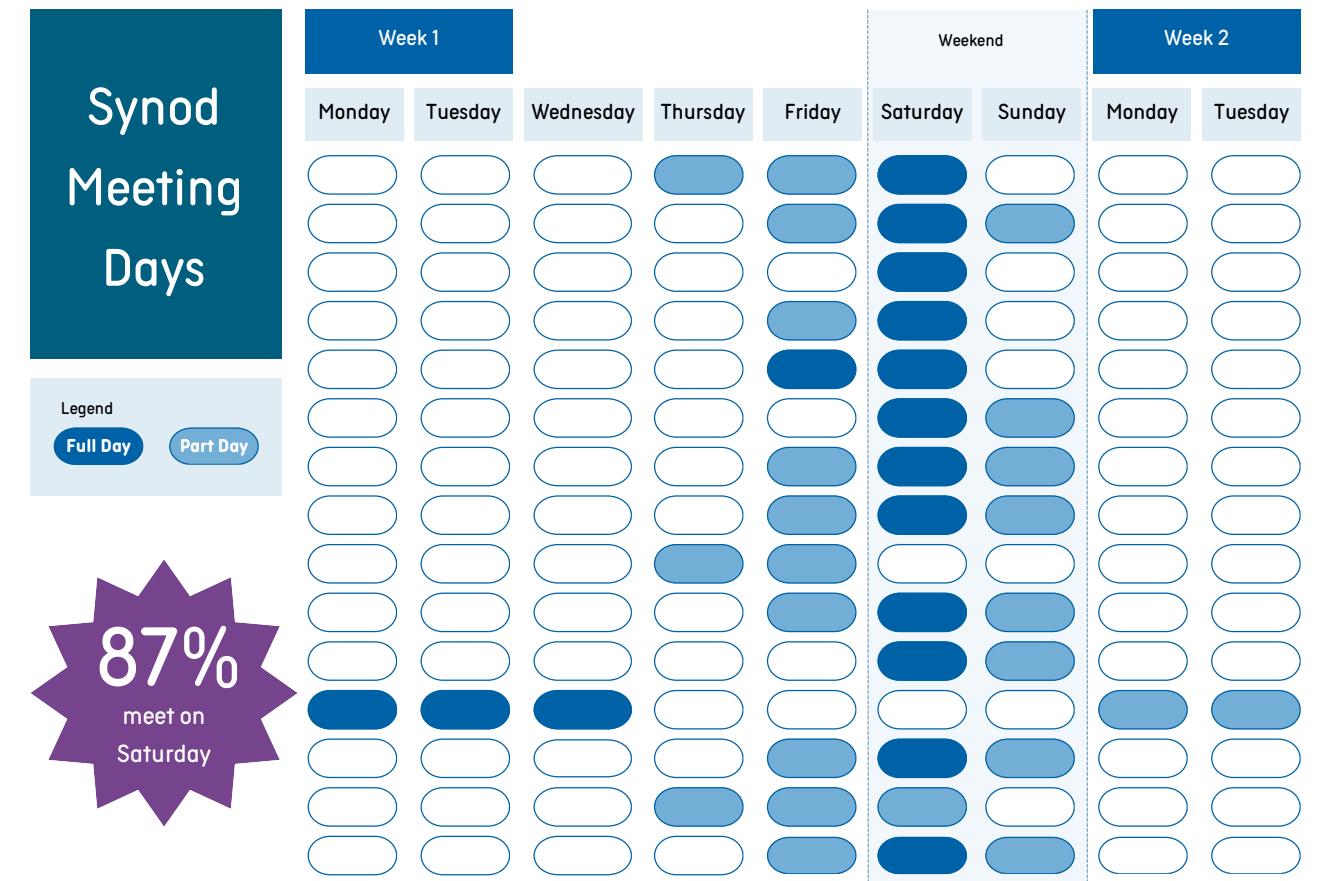 Synod
Meeting
Days
Legend
Full Day Part Day
87%
meet on
Saturday
Week 1 Weekend Week 2
Monday Tuesday Wednesday Thursday Friday Saturday Sunday Monday Tuesday